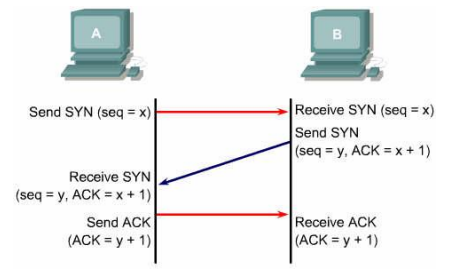 A
B
Send SYN (seq = x)
Receive SYN (seq = x)
Send SYN
(seq = y, ACK = x + 1)
Receive SYN
(seq = y, ACK = x + 1)
Send ACK
(ACK = y + 1)
Receive ACK
(ACK = y + 1)